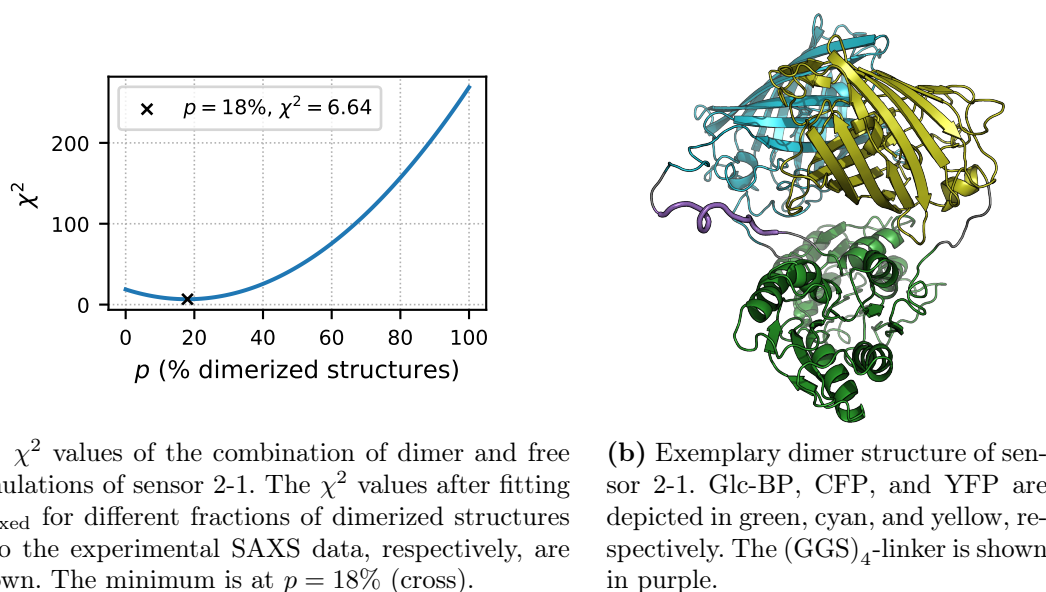 p = 18%, χ² = 6.64
χ²
200
100
0
0 20 40 60 80 100
p (% dimerized structures)
χ² values of the combination of dimer and free
ulations of sensor 2-1. The χ² values after fitting
xed for different fractions of dimerized structures
o the experimental SAXS data, respectively, are
own. The minimum is at p = 18% (cross).
(b) Exemplary dimer structure of sen-
sor 2-1. Glc-BP, CFP, and YFP are
depicted in green, cyan, and yellow, re-
spectively. The (GGS)₄-linker is shown
in purple.